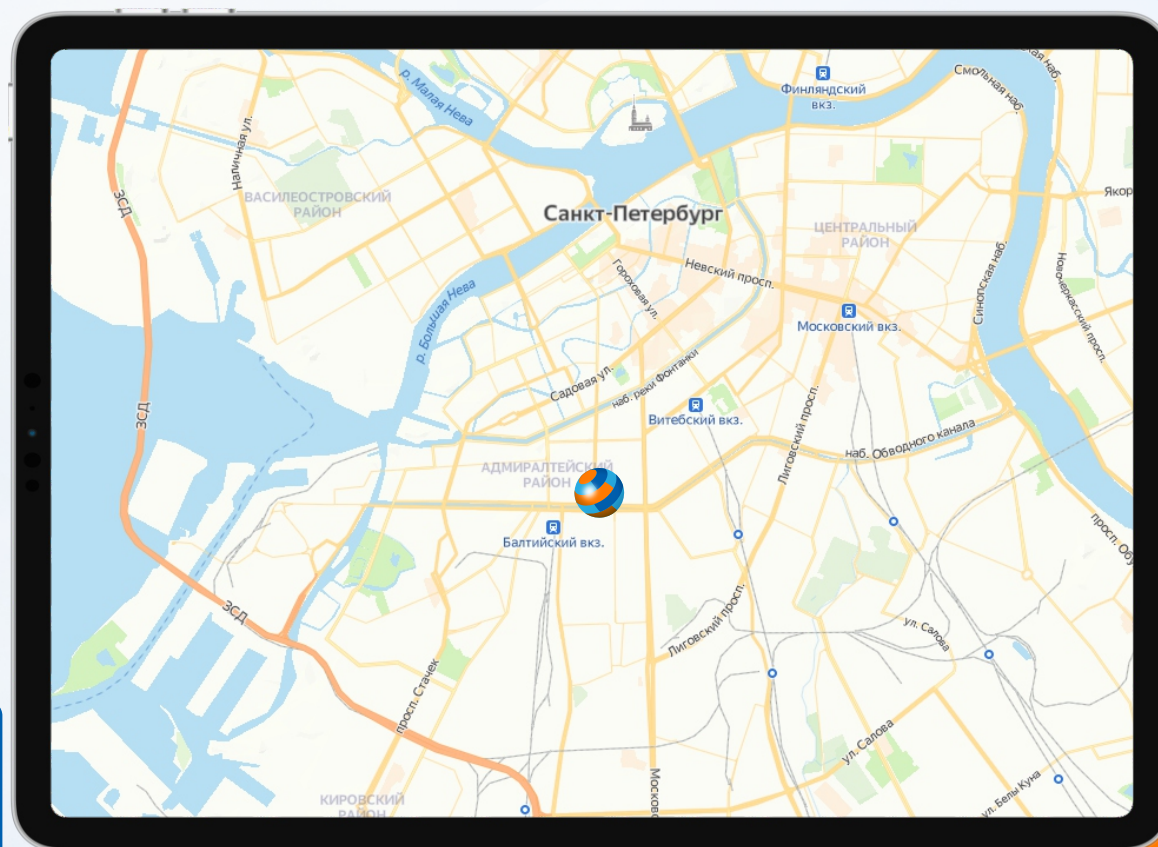 р. Малая Нева
Финляндский
вкз.
Смольная наб.
Наличная ул.
ЗСД
ВАСИЛЕОСТРОВСКИЙ
РАЙОН
Якор
Санкт-Петербург
ЦЕНТРАЛЬНЫЙ
РАЙОН
Невский просп.
Гороховая ул.
Синопская наб.
Новочеркасский просп.
р. Большая Нева
Московский вкз.
ЗСД
Садовая ул.
наб. реки Фонтанки
Витебский вкз.
Лиговский просп.
наб. Обводного канала
АДМИРАЛТЕЙСКИЙ
РАЙОН
Балтийский вкз.
просп. Обу
ЗСД
Лиговский просп.
ул. Салова
просп. Стачек
ул. Салова
Московс
ул. Белы Куна
КИРОВСКИЙ
РАЙОН